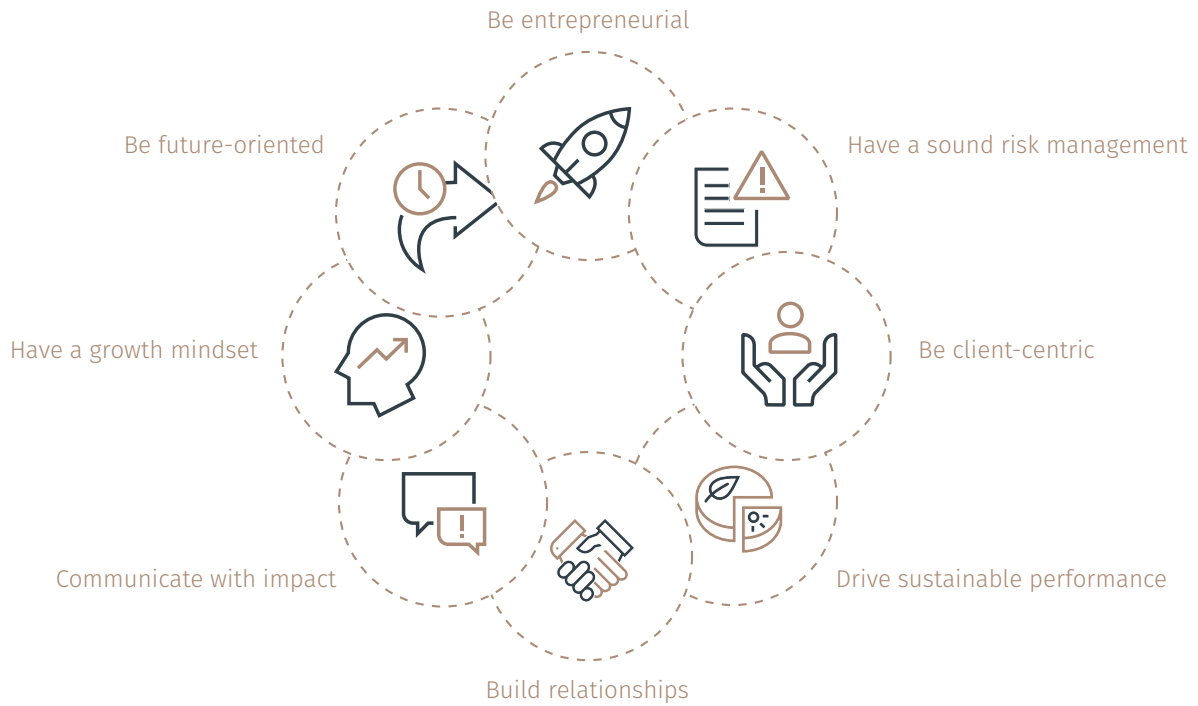 Be entrepreneurial
Be future-oriented
Have a sound risk management
Have a growth mindset
Be client-centric
Communicate with impact
Drive sustainable performance
Build relationships